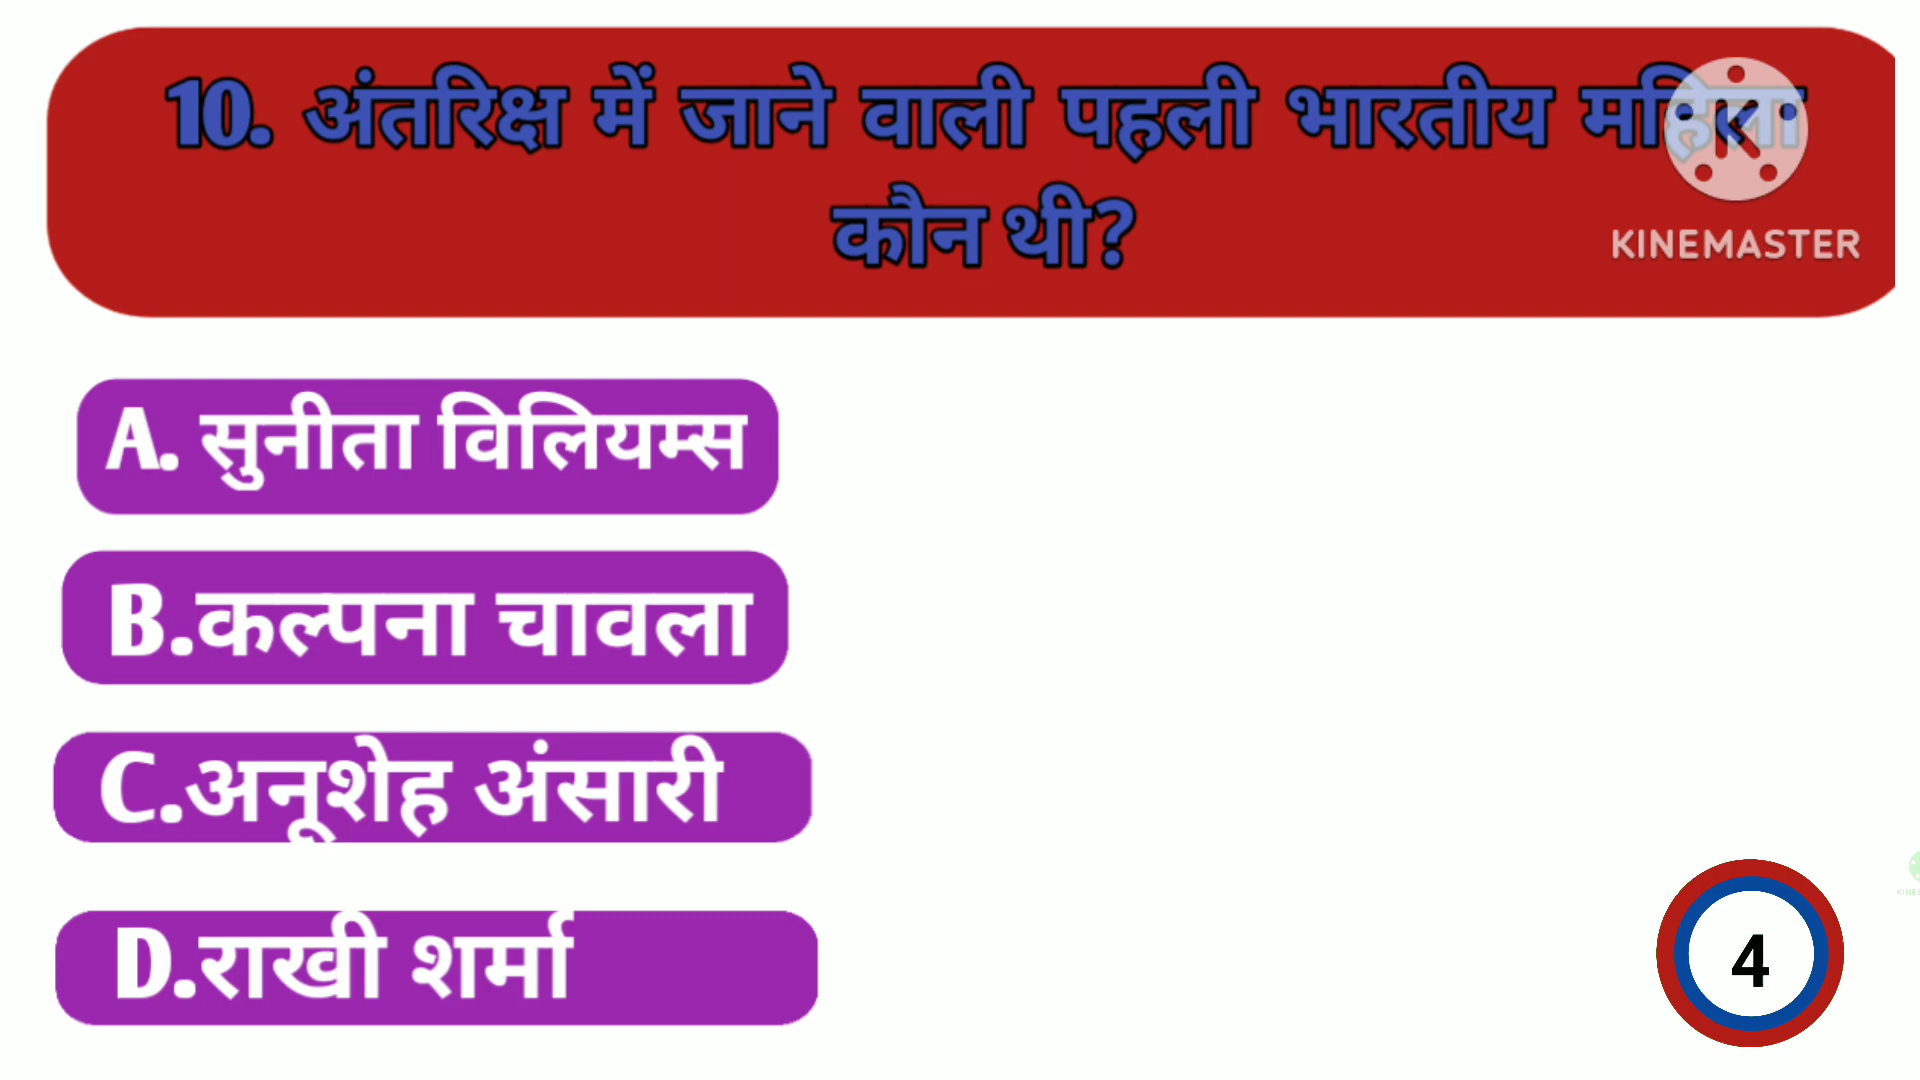 10. अंतरिक्ष में जाने वाली पहली भारतीय महिला
कौन थी?
KINEMASTER
A. सुनीता विलियम्स
B.कल्पना चावला
C.अनूशेह अंसारी
D.राखी शर्मा
4